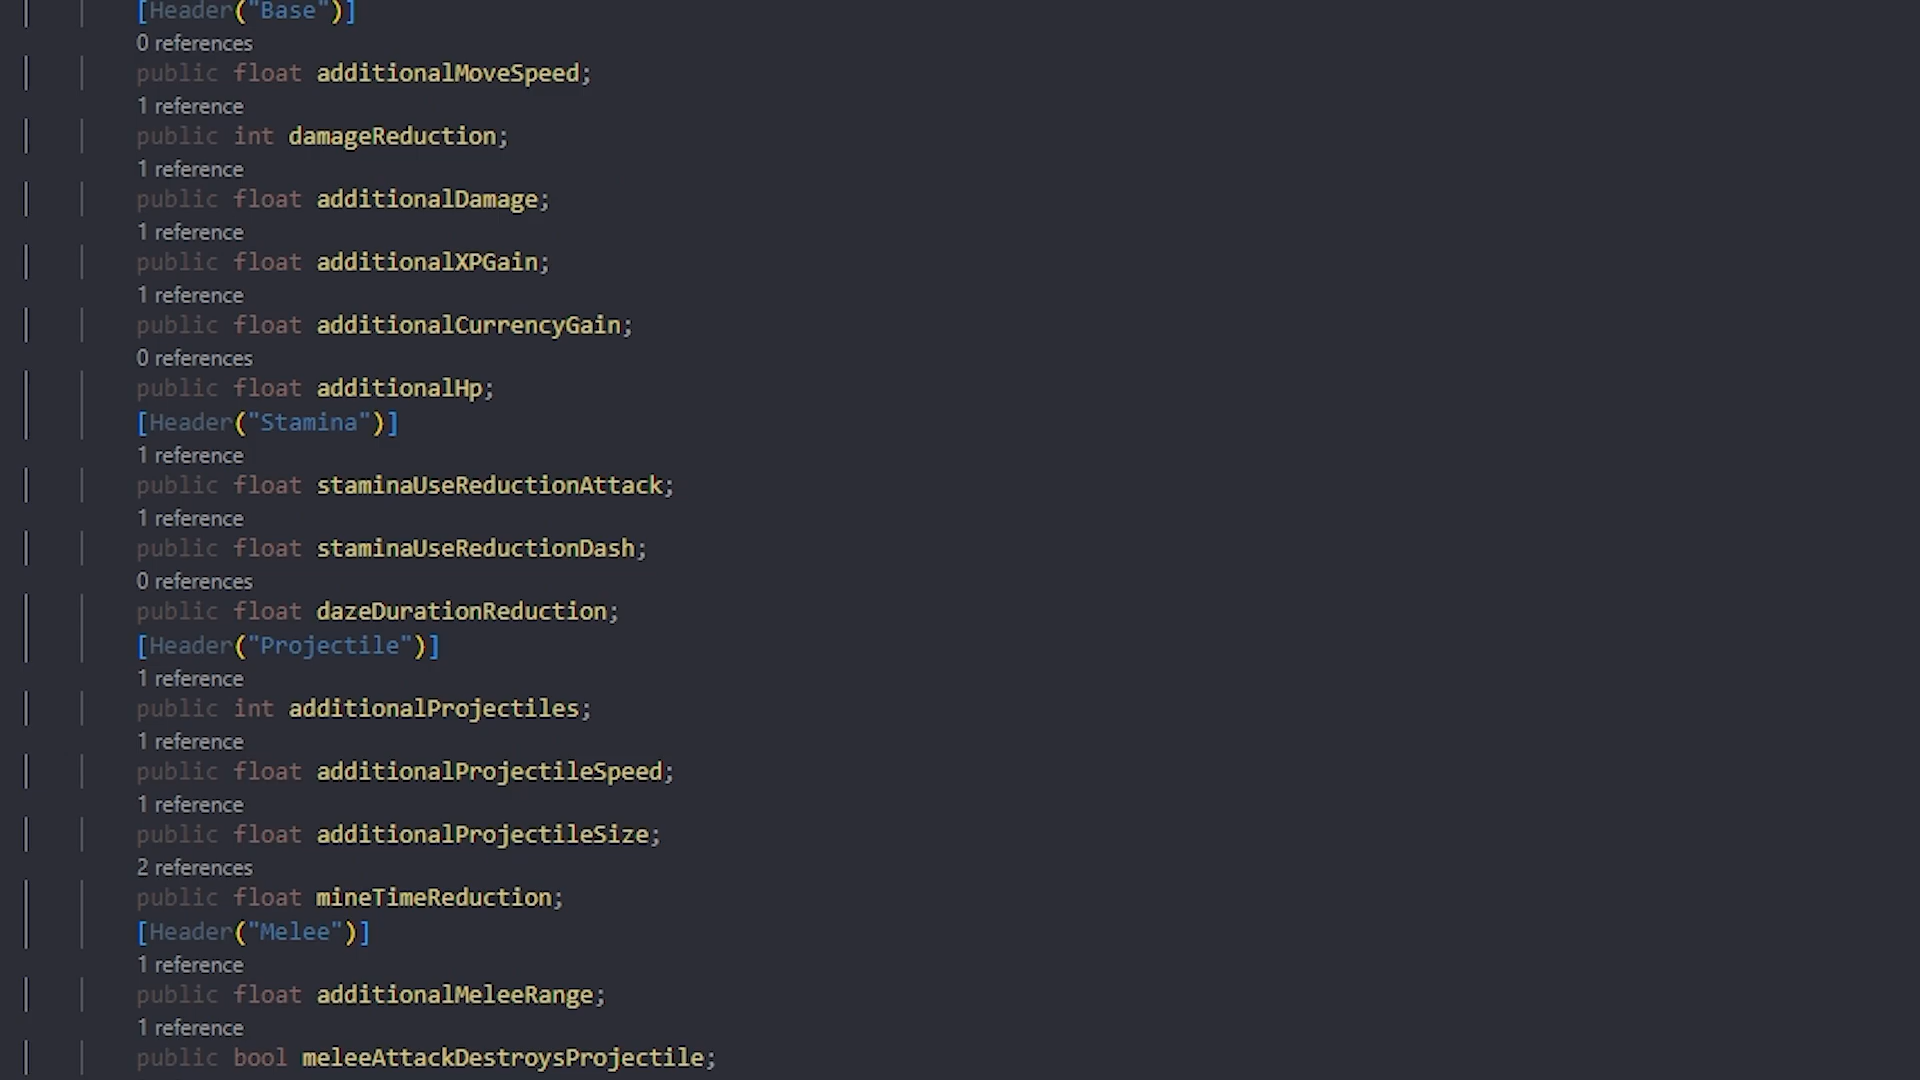 [Header("Base")]
0 references
public float additionalMoveSpeed;
1 reference
public int damageReduction;
1 reference
public float additionalDamage;
1 reference
public float additionalXPGain;
1 reference
public float additionalCurrencyGain;
0 references
public float additionalHp;
[Header("Stamina")]
1 reference
public float staminaUseReductionAttack;
1 reference
public float staminaUseReductionDash;
0 references
public float dazeDurationReduction;
[Header("Projectile")]
1 reference
public int additionalProjectiles;
1 reference
public float additionalProjectileSpeed;
1 reference
public float additionalProjectileSize;
2 references
public float mineTimeReduction;
[Header("Melee")]
1 reference
public float additionalMeleeRange;
1 reference
public bool meleeAttackDestroysProjectile;